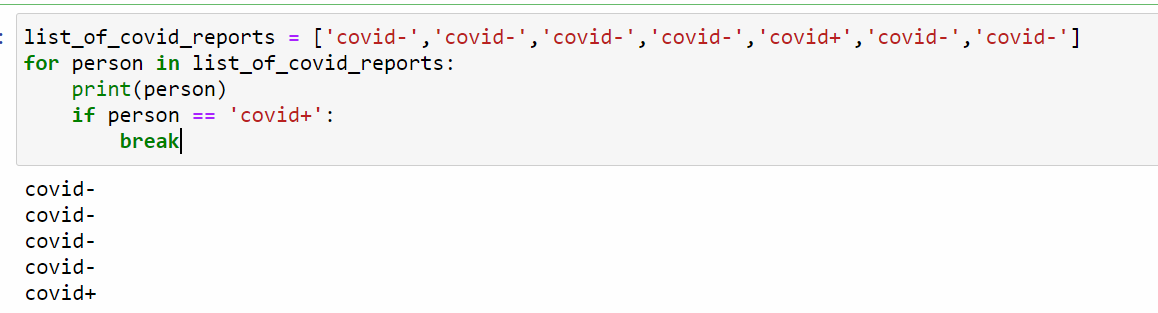 : list_of_covid_reports = ['covid-','covid-','covid-','covid-','covid+','covid-','covid-']
for person in list_of_covid_reports:
    print(person)
    if person == 'covid+':
        break
covid-
covid-
covid-
covid-
covid+